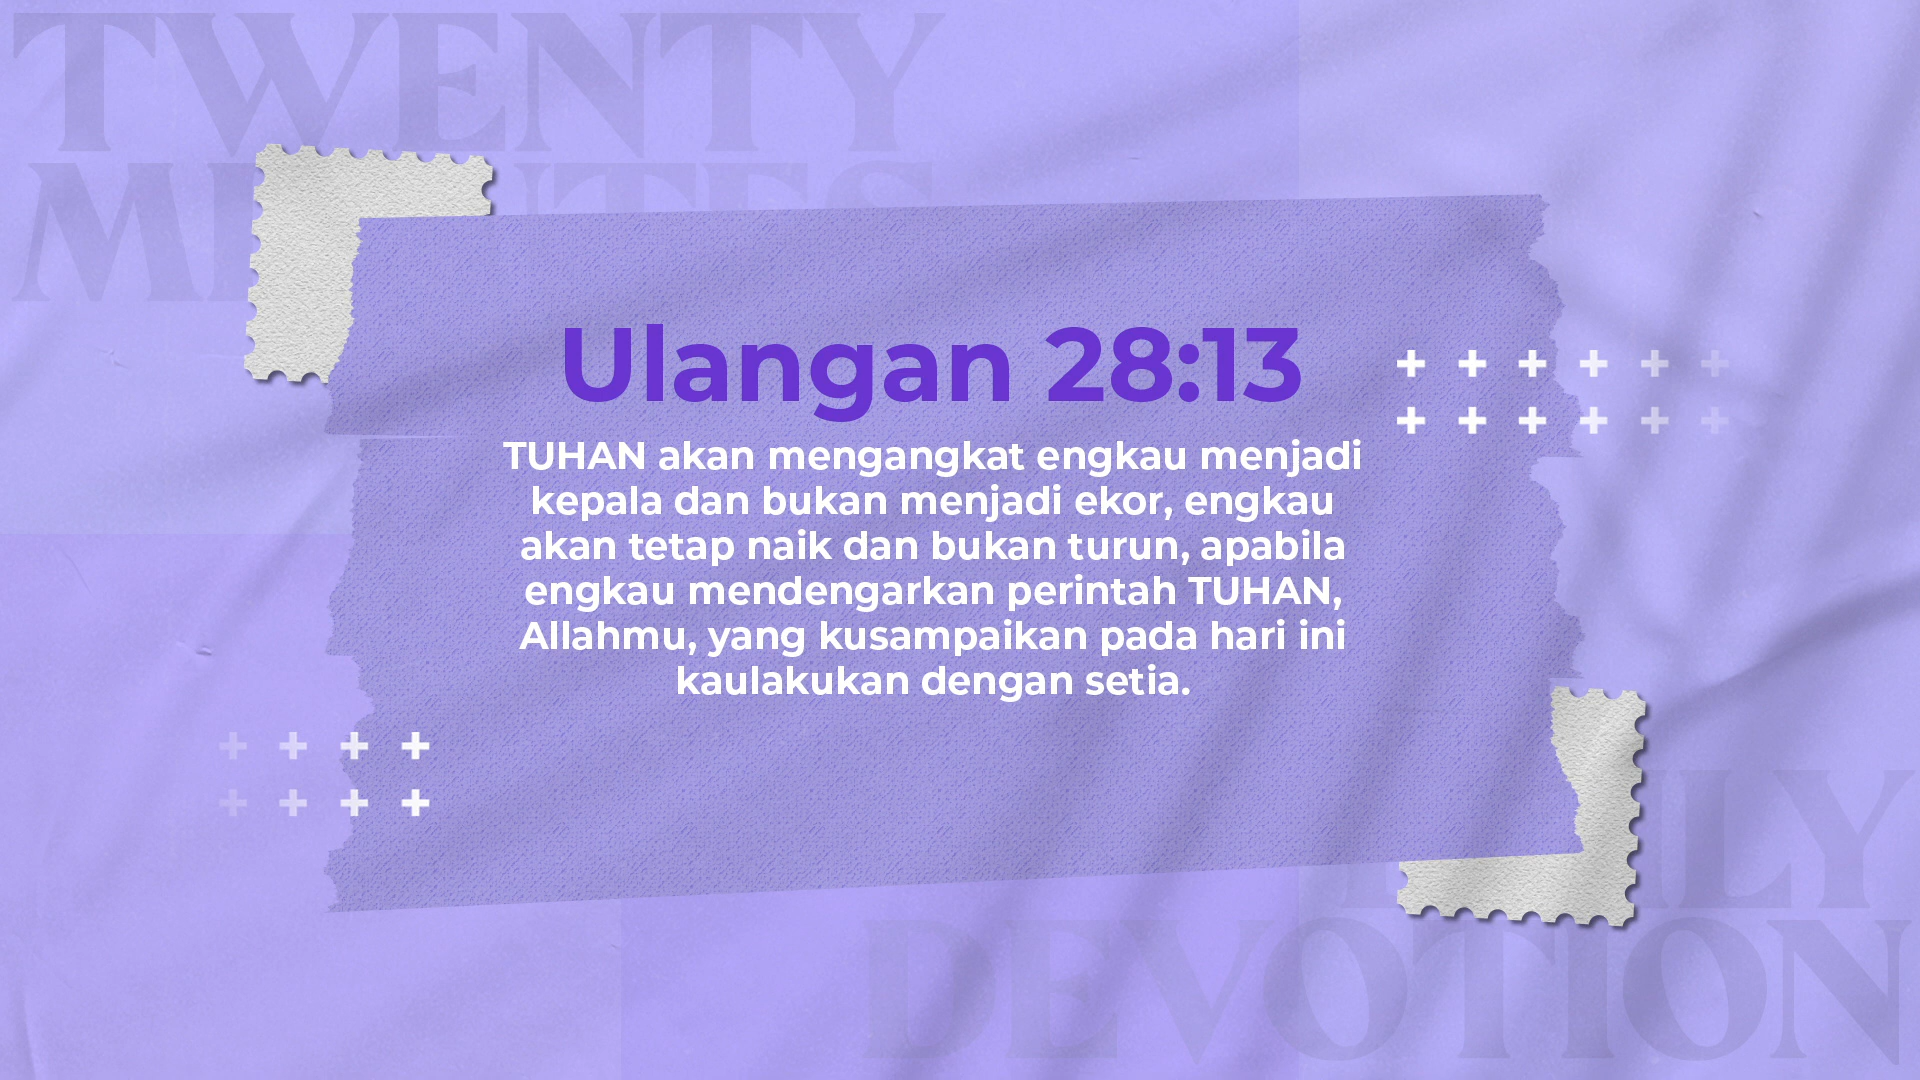 TWENTY
Ulangan 28:13
TUHAN akan mengangkat engkau menjadi
kepala dan bukan menjadi ekor, engkau
akan tetap naik dan bukan turun, apabila
engkau mendengarkan perintah TUHAN,
Allahmu, yang kusampaikan pada hari ini
kaulakukan dengan setia.
DEVOTION